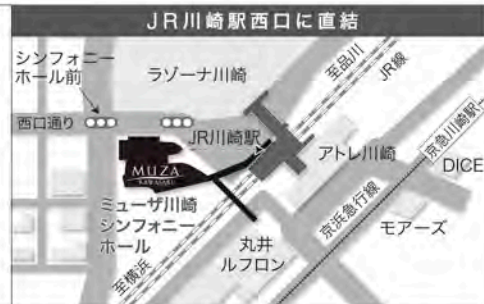 JR川崎駅西口に直結
シンフォニー
ホール前
ラゾーナ川崎
至品川
JR線
西口通り
JR川崎駅
アトレ川崎
京急川崎駅
DICE
MUZA
KAWASAKI
ミューザ川崎
シンフォニー
ホール
京浜急行線
モアーズ
丸井
ルフロン
至横浜